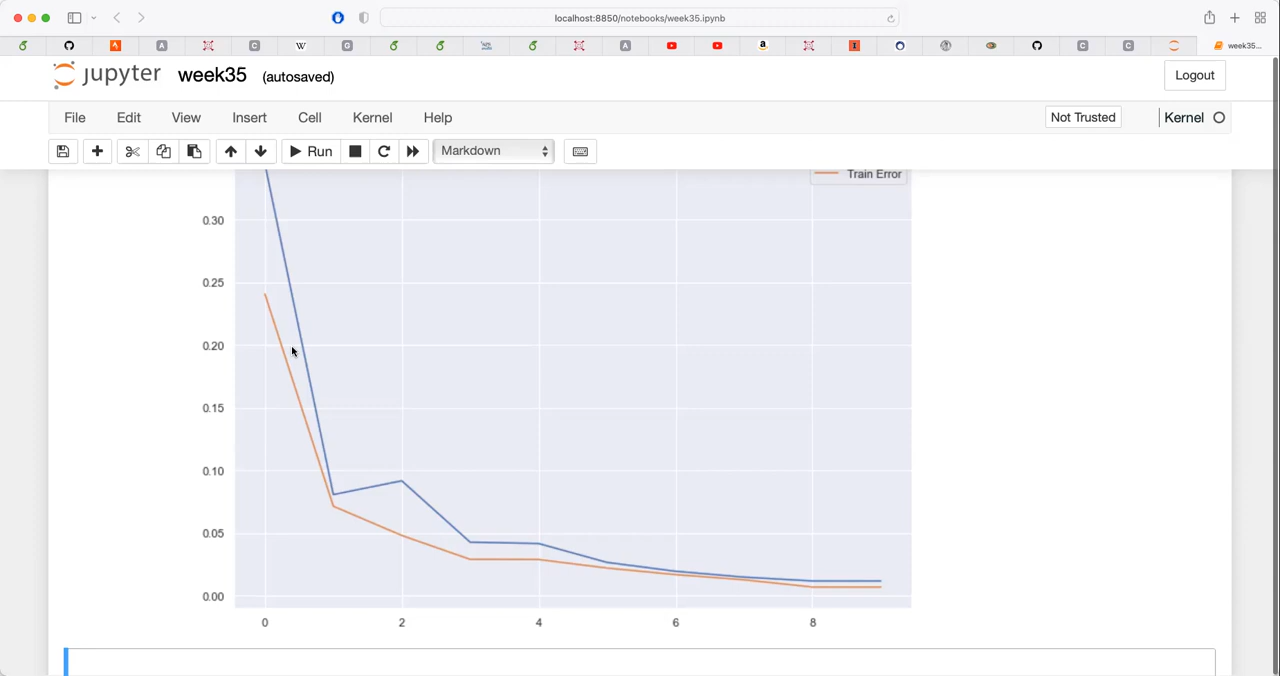 localhost:8850/notebooks/week35.ipynb
week35...
jupyter week35 (autosaved)
Logout
File Edit View Insert Cell Kernel Help
Not Trusted
Kernel
Run
Markdown
Train Error
0.30
0.25
0.20
0.15
0.10
0.05
0.00
0 2 4 6 8